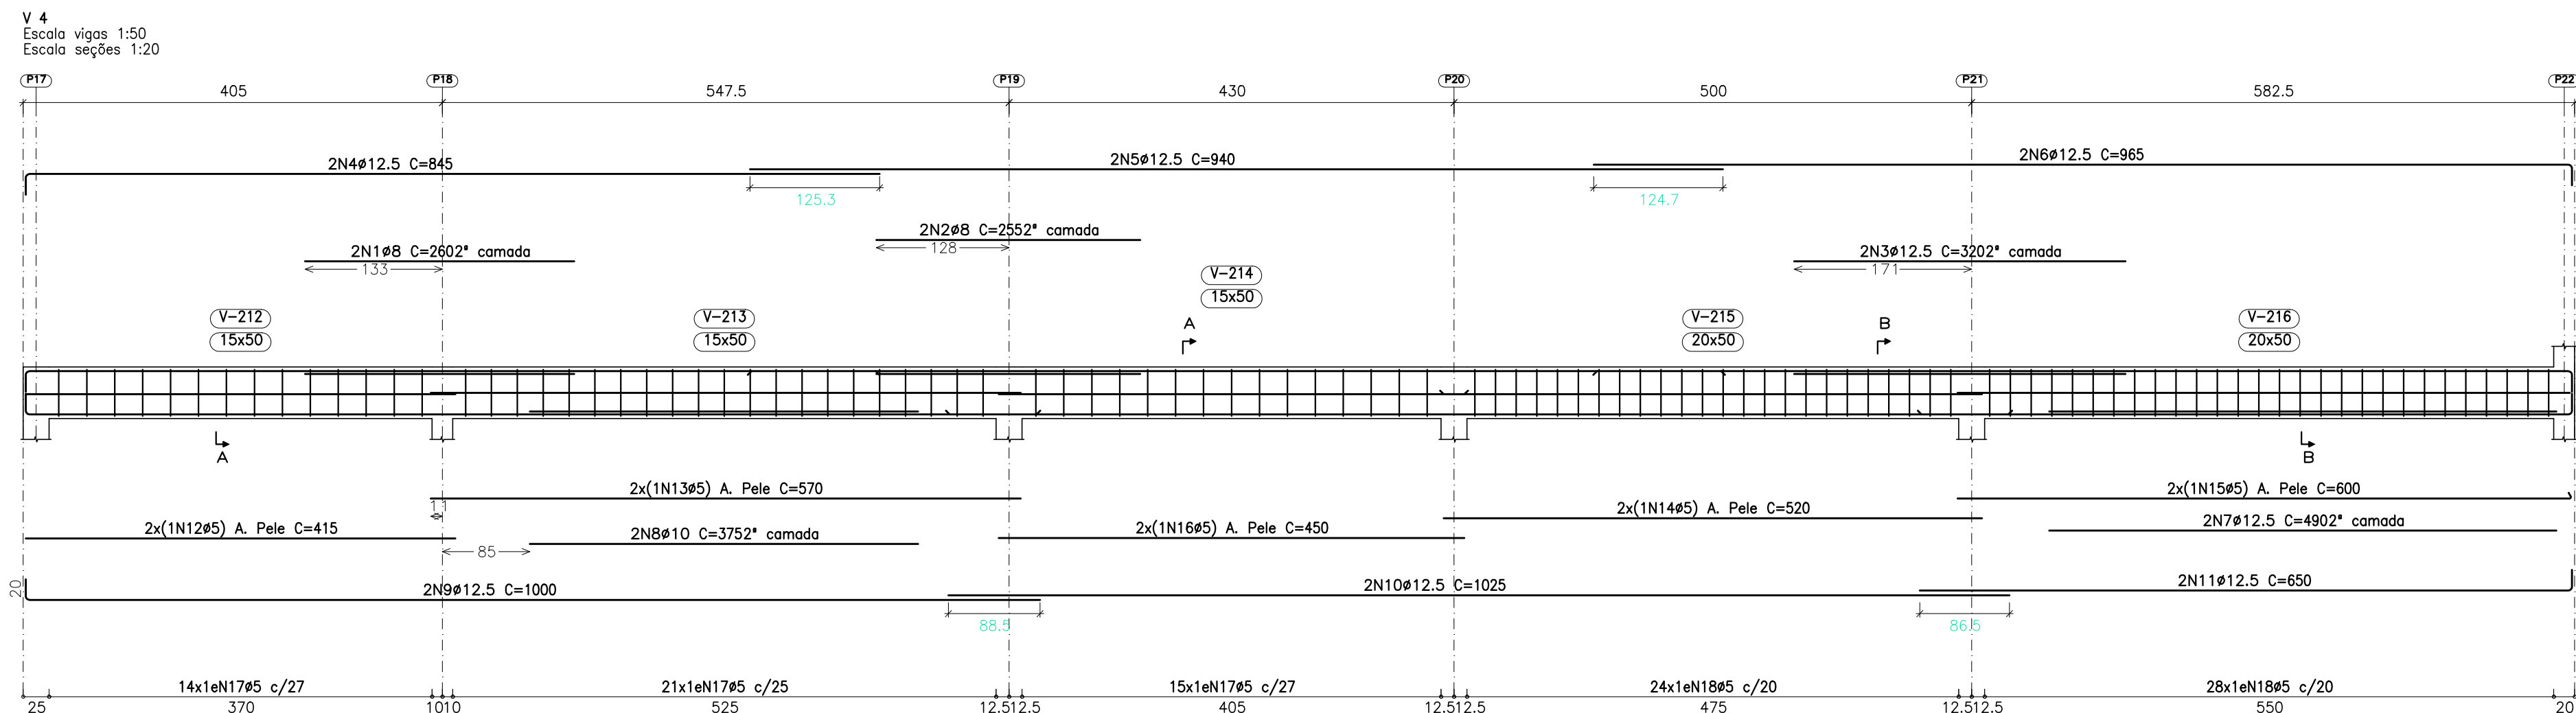 V 4
Escala vigas 1:50
Escala seções 1:20
P17 P18 P19 P20 P21 P22
405 547.5 430 500 582.5
2N4ø12.5 C=845 2N5ø12.5 C=940 2N6ø12.5 C=965
125.3 124.7
2N1ø8 C=2602ª camada 2N2ø8 C=2552ª camada 2N3ø12.5 C=3202ª camada
133 128 171
V-212 V-213 V-214 V-215 V-216
15x50 15x50 15x50 20x50 20x50
A B
A B
2x(1N13ø5) A. Pele C=570 2x(1N15ø5) A. Pele C=600
11
2x(1N14ø5) A. Pele C=520
2x(1N12ø5) A. Pele C=415 2N8ø10 C=3752ª camada 2x(1N16ø5) A. Pele C=450 2N7ø12.5 C=4902ª camada
85
20
2N9ø12.5 C=1000 2N10ø12.5 C=1025 2N11ø12.5 C=650
88.5 86.5
14x1eN17ø5 c/27 21x1eN17ø5 c/25 15x1eN17ø5 c/27 24x1eN18ø5 c/20 28x1eN18ø5 c/20
25 370 1010 525 12.512.5 405 12.512.5 475 12.512.5 550 20